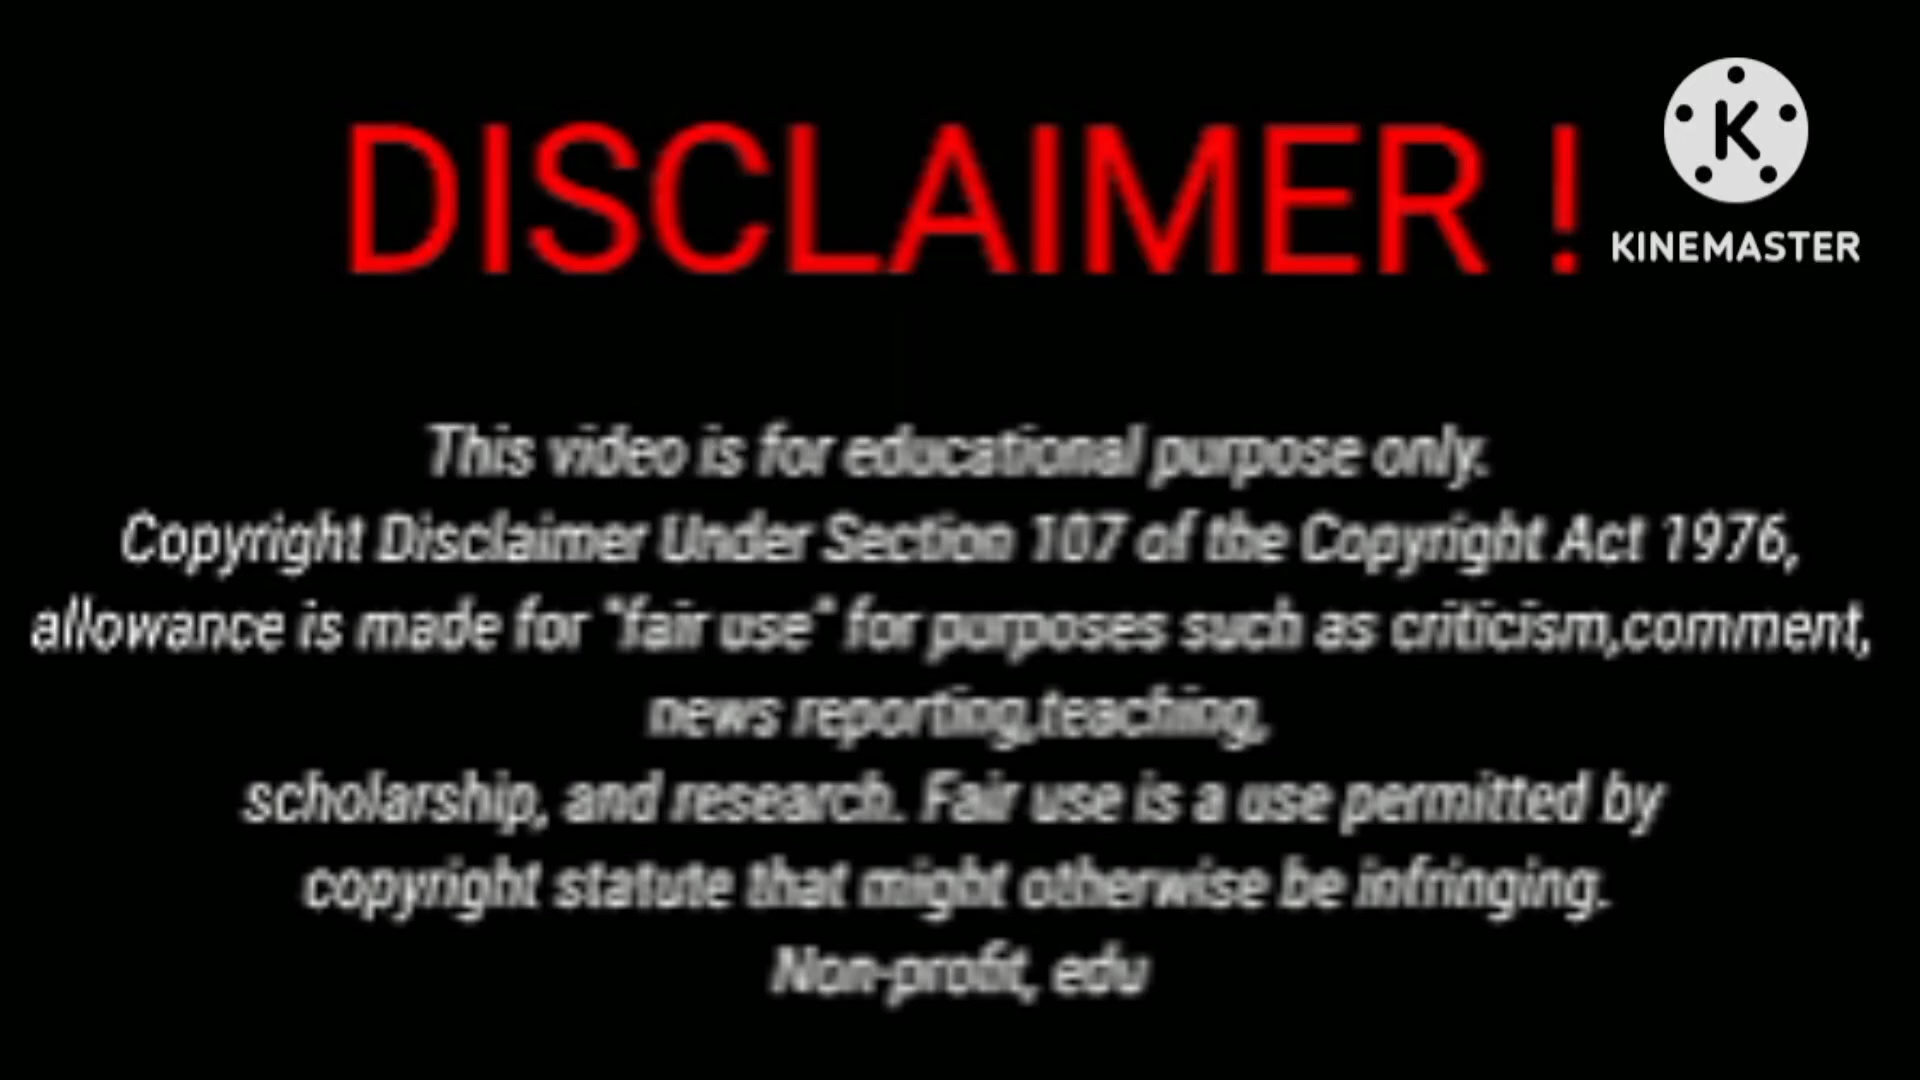 DISCLAIMER !
KINEMASTER
This video is for educational purpose only.
Copyright Disclaimer Under Section 107 of the Copyright Act 1976,
allowance is made for "fair use" for purposes such as criticism,comment,
news reporting,teaching,
scholarship, and research. Fair use is a use permitted by
copyright statute that might otherwise be infringing.
Non-profit, edu